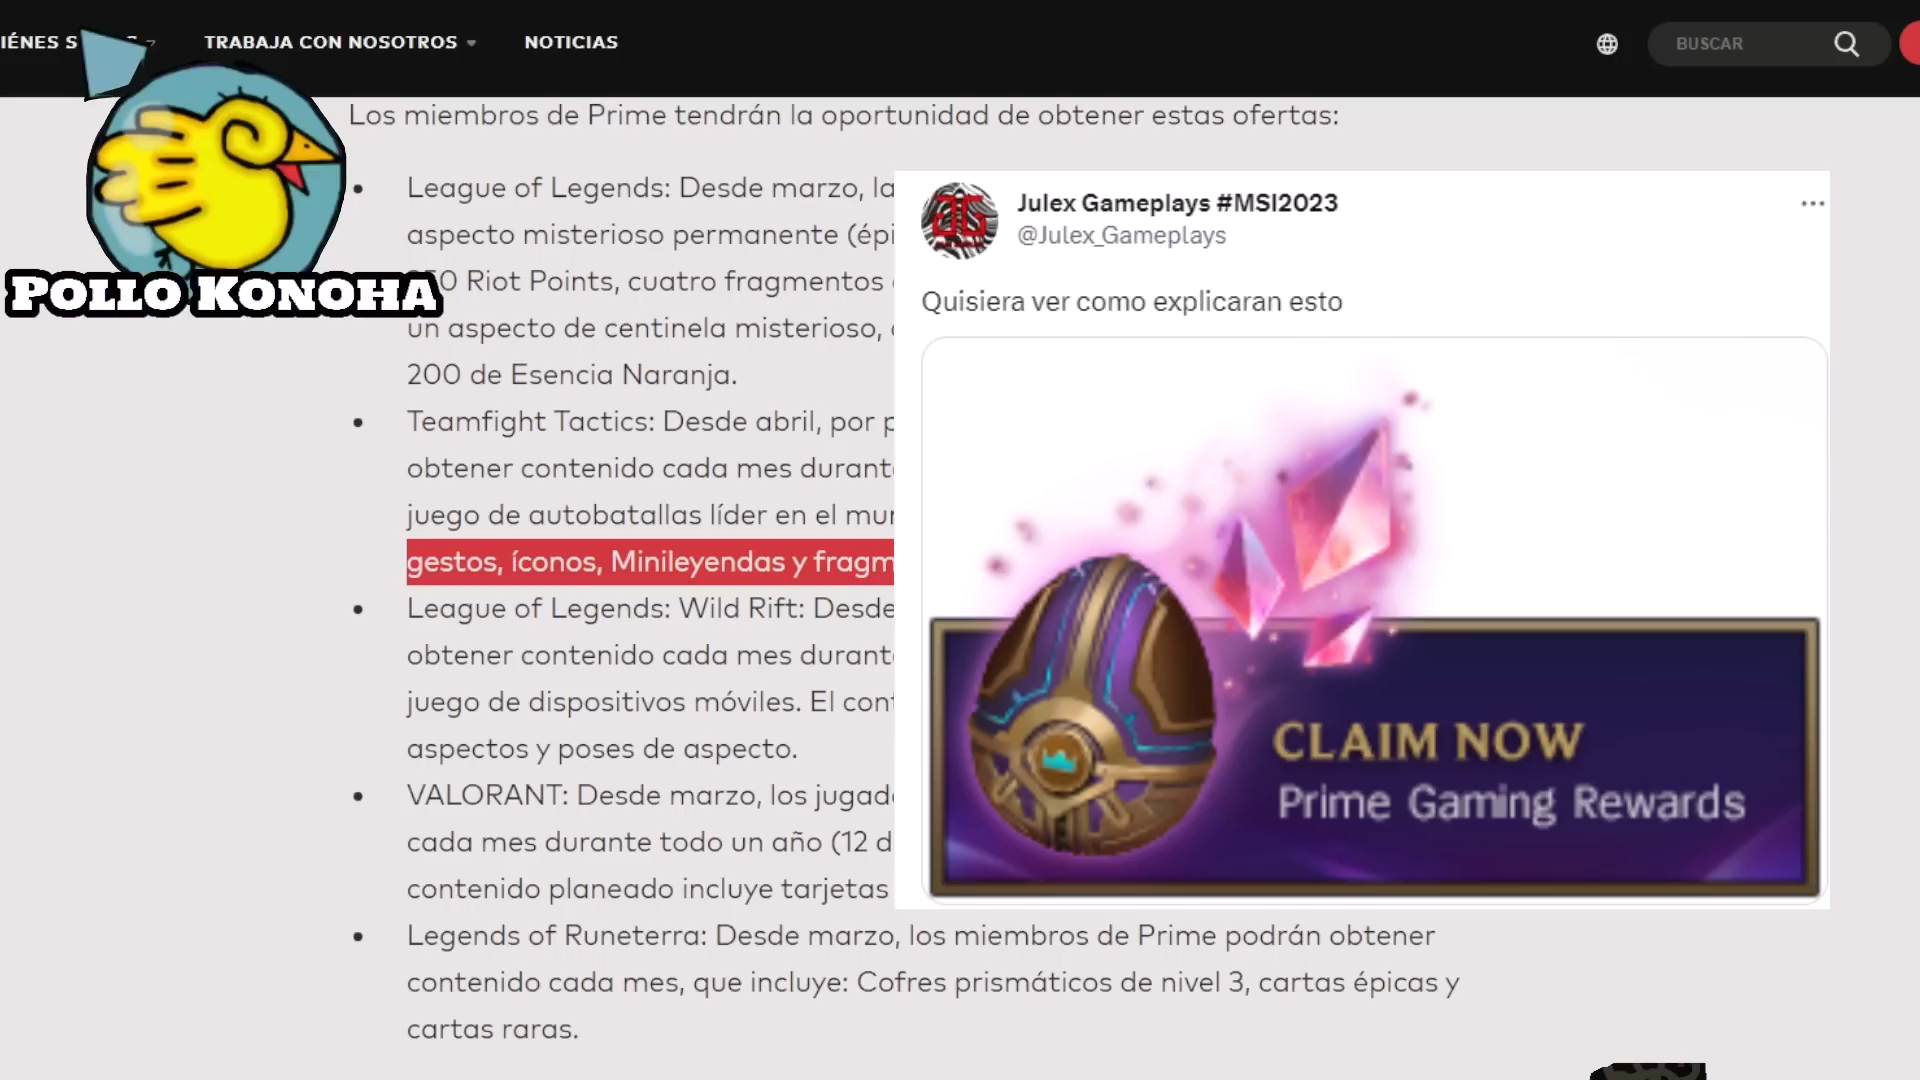 TRABAJA CON NOSOTROS
NOTICIAS
BUSCAR
POLLO KONOHA
Los miembros de Prime tendrán la oportunidad de obtener estas ofertas:
League of Legends: Desde marzo, la
aspecto misterioso permanente (épi
Riot Points, cuatro fragmentos
un aspecto de centinela misterioso,
200 de Esencia Naranja.
Teamfight Tactics: Desde abril, por p
obtener contenido cada mes durant
juego de autobatallas líder en el mu
gestos, íconos, Minileyendas y fragm
League of Legends: Wild Rift: Desde
obtener contenido cada mes durant
juego de dispositivos móviles. El con
aspectos y poses de aspecto.
VALORANT: Desde marzo, los jugad
cada mes durante todo un año (12 d
contenido planeado incluye tarjetas
Legends of Runeterra: Desde marzo, los miembros de Prime podrán obtener
contenido cada mes, que incluye: Cofres prismáticos de nivel 3, cartas épicas y
cartas raras.
Julex Gameplays #MSI2023
@Julex_Gameplays
Quisiera ver como explicaran esto
CLAIM NOW
Prime Gaming Rewards